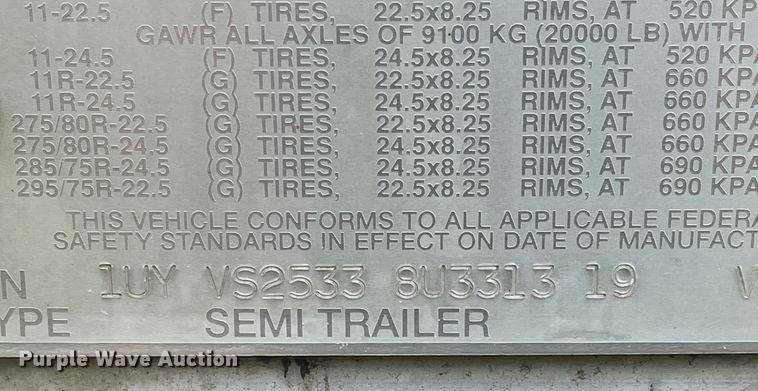 11-22.5 (F) TIRES, 22.5x8.25 RIMS, AT 520 KPA
GAWR ALL AXLES OF 9100 KG (20000 LB) WITH
11-24.5 (F) TIRES, 24.5x8.25 RIMS, AT 520 KPA
11R-22.5 (G) TIRES, 22.5x8.25 RIMS, AT 660 KPA
11R-24.5 (G) TIRES, 24.5x8.25 RIMS, AT 660 KPA
275/80R-22.5 (G) TIRES, 22.5x8.25 RIMS, AT 660 KPA
275/80R-24.5 (G) TIRES, 24.5x8.25 RIMS, AT 660 KPA
285/75R-24.5 (G) TIRES, 24.5x8.25 RIMS, AT 690 KPA
295/75R-22.5 (G) TIRES, 22.5x8.25 RIMS, AT 690 KPA
THIS VEHICLE CONFORMS TO ALL APPLICABLE FEDERA
SAFETY STANDARDS IN EFFECT ON DATE OF MANUFACT
N 1UY VS2533 8U3313 19 V
YPE SEMI TRAILER
Purple Wave Auction